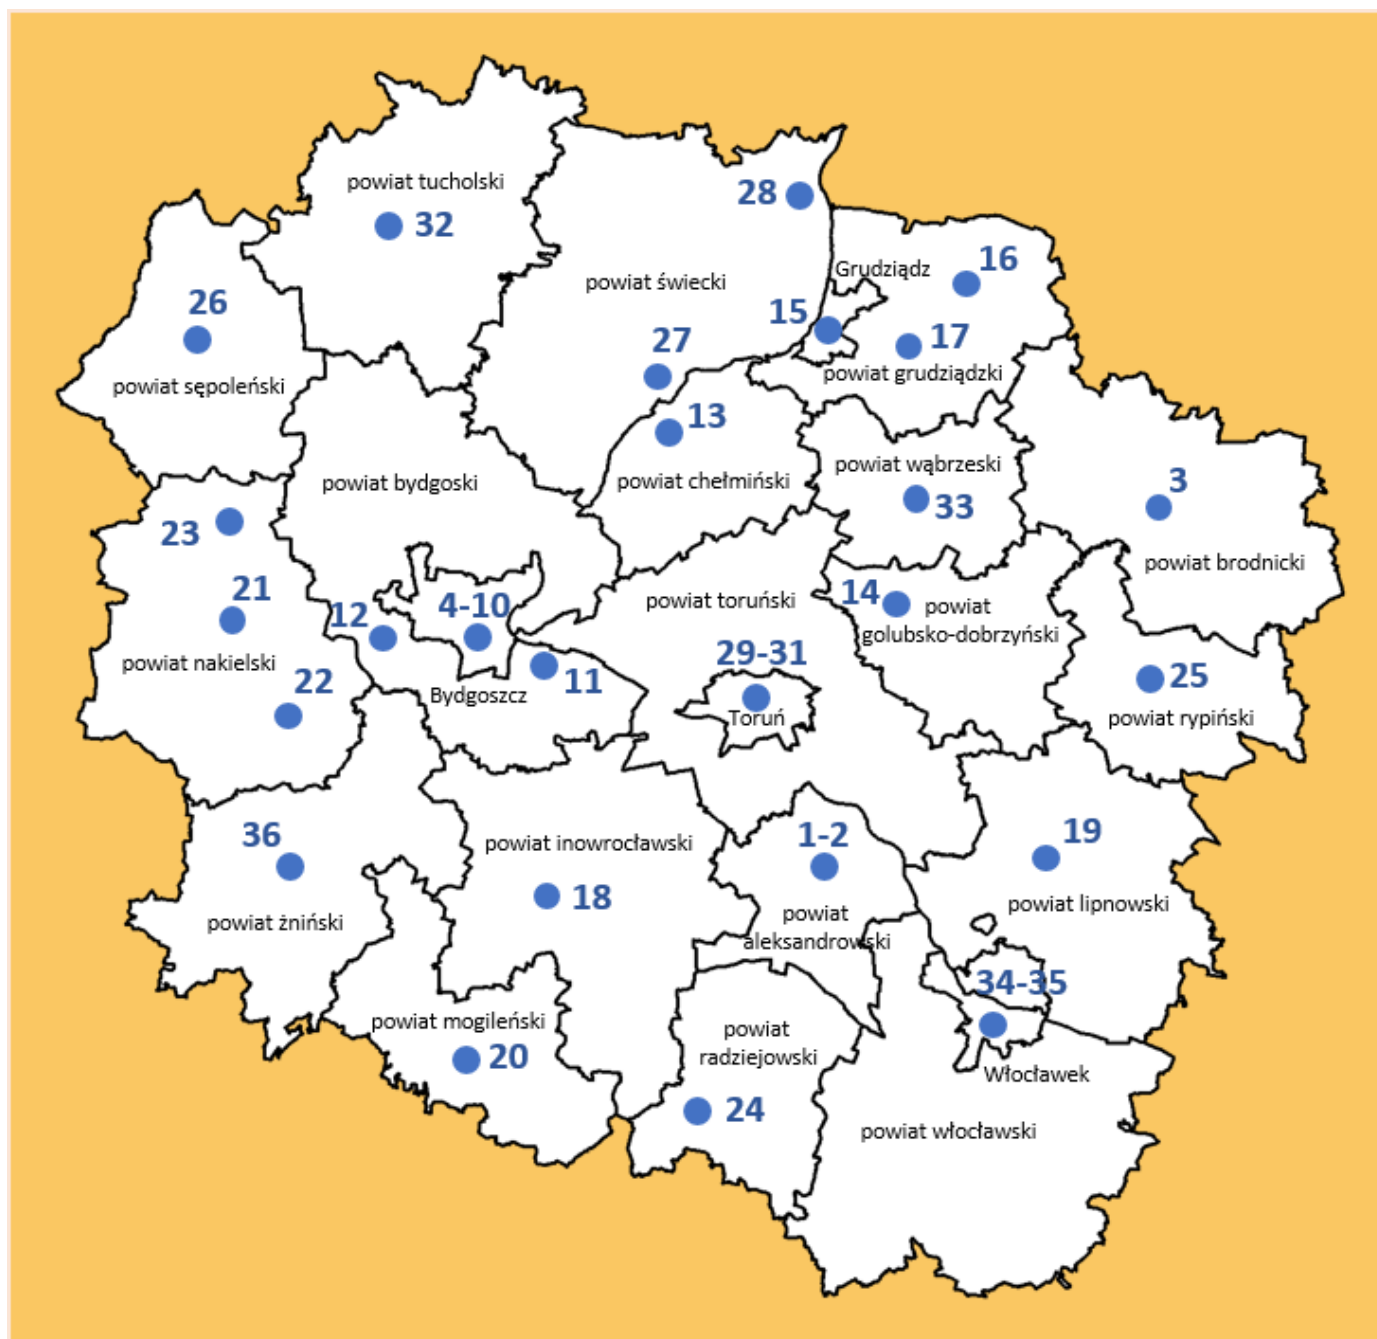 powiat tucholski
32
28
26
powiat sępoleński
powiat świecki
27
Grudziądz
16
15
17
powiat grudziądzki
13
powiat chełmiński
powiat wąbrzeski
33
3
powiat brodnicki
powiat bydgoski
23
21
powiat nakielski
22
12
4-10
Bydgoszcz
11
powiat toruński
29-31
Toruń
14
powiat
golubsko-dobrzyński
25
powiat rypiński
36
powiat żniński
powiat inowrocławski
18
1-2
powiat
aleksandrowski
19
powiat lipnowski
34-35
Włocławek
powiat mogileński
20
powiat
radziejowski
24
powiat włocławski